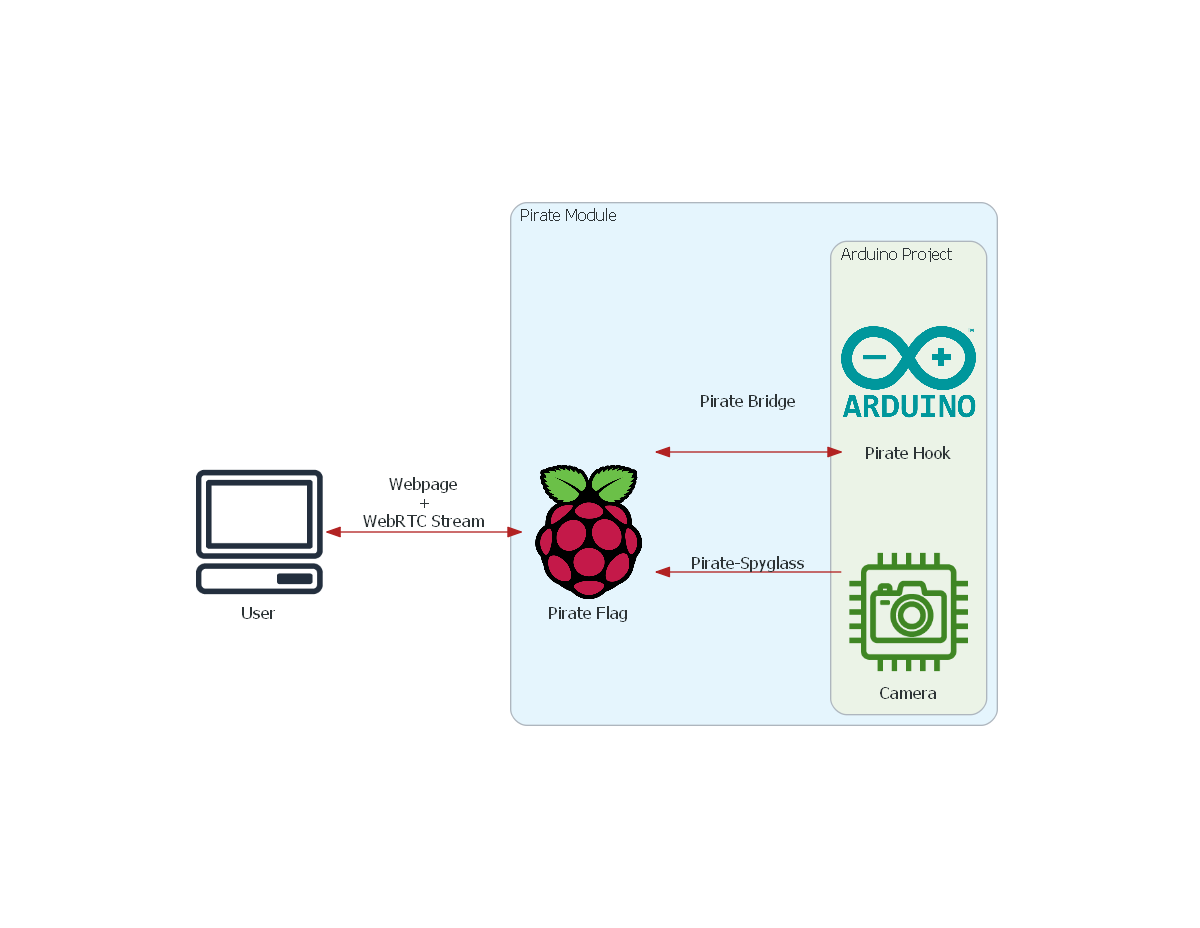 Pirate Module
Arduino Project
ARDUINO
Pirate Bridge
Pirate Hook
Webpage
+
WebRTC Stream
Pirate-Spyglass
User
Pirate Flag
Camera